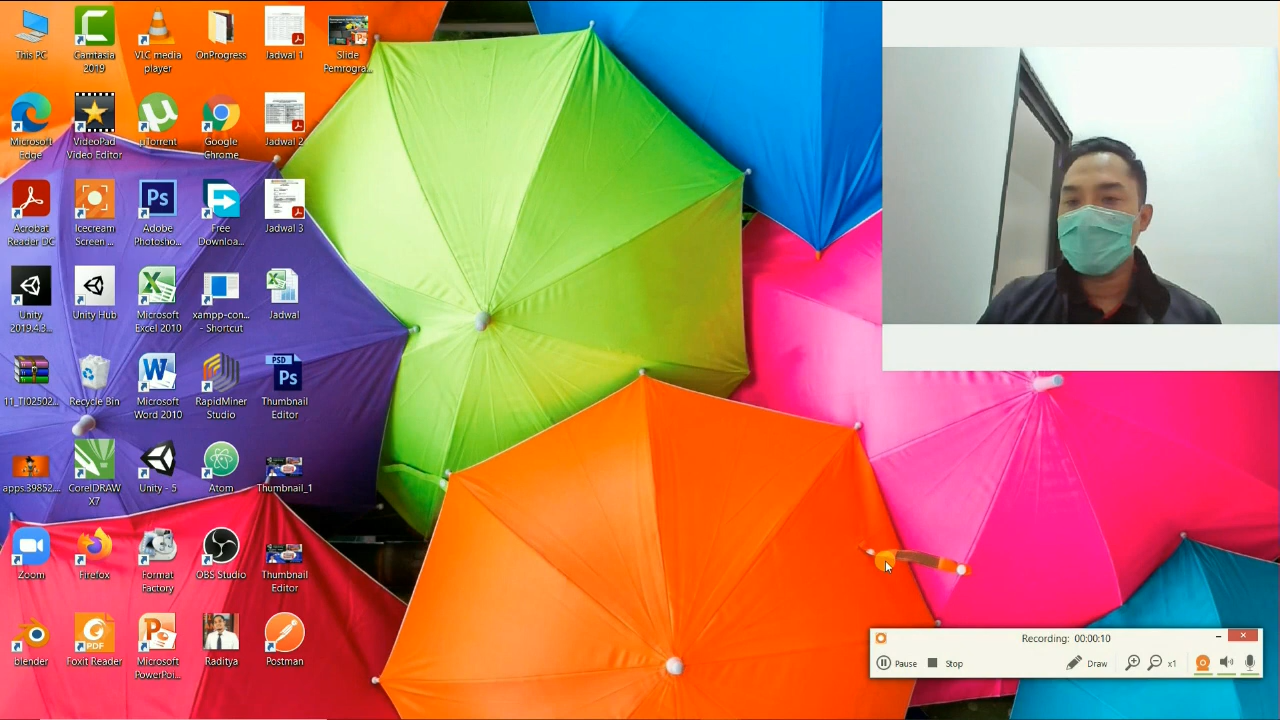 This PC
Camtasia
2019
VLC media
player
OnProgress
Jadwal 1
Slide
Pemrogra...
Microsoft
Edge
VideoPad
Video Editor
µTorrent
Google
Chrome
Jadwal 2
Acrobat
Reader DC
Icecream
Screen ...
Adobe
Photosho...
Free
Downloa...
Jadwal 3
Unity
2019.4.3...
Unity Hub
Microsoft
Excel 2010
xampp-con...
- Shortcut
Jadwal
11_TI02502...
Recycle Bin
Microsoft
Word 2010
RapidMiner
Studio
PSD
Ps
Thumbnail
Editor
apps.39852...
CorelDRAW
X7
Unity - 5
Atom
Thumbnail_1
Zoom
Firefox
Format
Factory
OBS Studio
Thumbnail
Editor
blender
PDF
Foxit Reader
Microsoft
PowerPoi...
Raditya
Postman
Recording: 00:00:10
Pause
Stop
Draw
x1